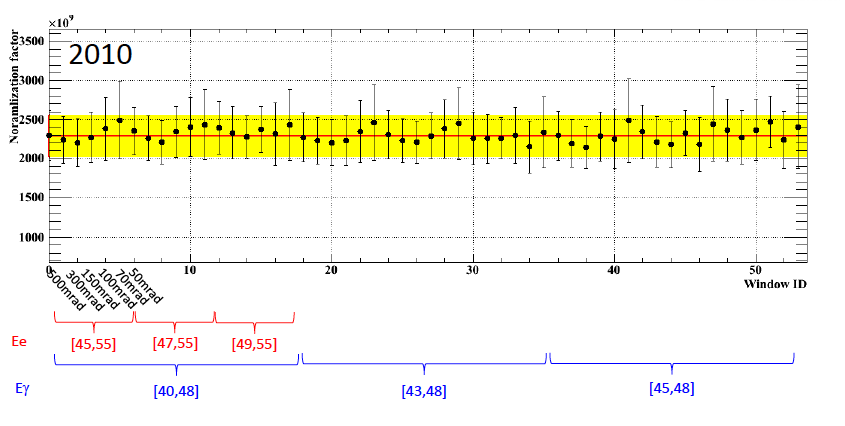 ×10⁹
2010
Noramlization factor
3500
3000
2500
2000
1500
1000
0 10 20 30 40 50
Window ID
500mrad
300mrad
150mrad
100mrad
70mrad
50mrad
Ee [45,55] [47,55] [49,55]
Eγ [40,48] [43,48] [45,48]